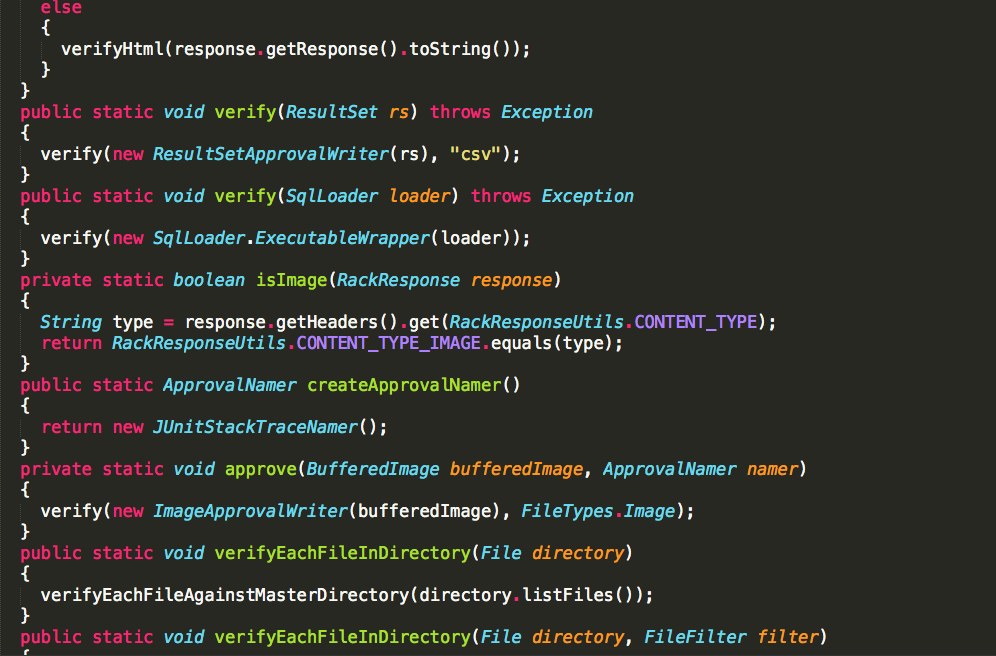 else
{
verifyHtml(response.getResponse().toString());
}
}
public static void verify(ResultSet rs) throws Exception
{
verify(new ResultSetApprovalWriter(rs), "csv");
}
public static void verify(SqlLoader loader) throws Exception
{
verify(new SqlLoader.ExecutableWrapper(loader));
}
private static boolean isImage(RackResponse response)
{
String type = response.getHeaders().get(RackResponseUtils.CONTENT_TYPE);
return RackResponseUtils.CONTENT_TYPE_IMAGE.equals(type);
}
public static ApprovalNamer createApprovalNamer()
{
return new JUnitStackTraceNamer();
}
private static void approve(BufferedImage bufferedImage, ApprovalNamer namer)
{
verify(new ImageApprovalWriter(bufferedImage), FileTypes.Image);
}
public static void verifyEachFileInDirectory(File directory)
{
verifyEachFileAgainstMasterDirectory(directory.listFiles());
}
public static void verifyEachFileInDirectory(File directory, FileFilter filter)
{